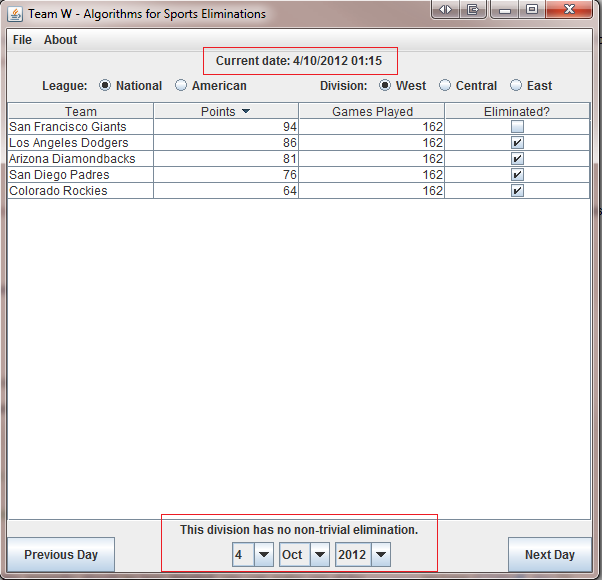 Team W - Algorithms for Sports Eliminations
File About
Current date: 4/10/2012 01:15
League: National American Division: West Central East
Team Points Games Played Eliminated?
San Francisco Giants 94 162
Los Angeles Dodgers 86 162
Arizona Diamondbacks 81 162
San Diego Padres 76 162
Colorado Rockies 64 162
This division has no non-trivial elimination.
Previous Day 4 Oct 2012 Next Day